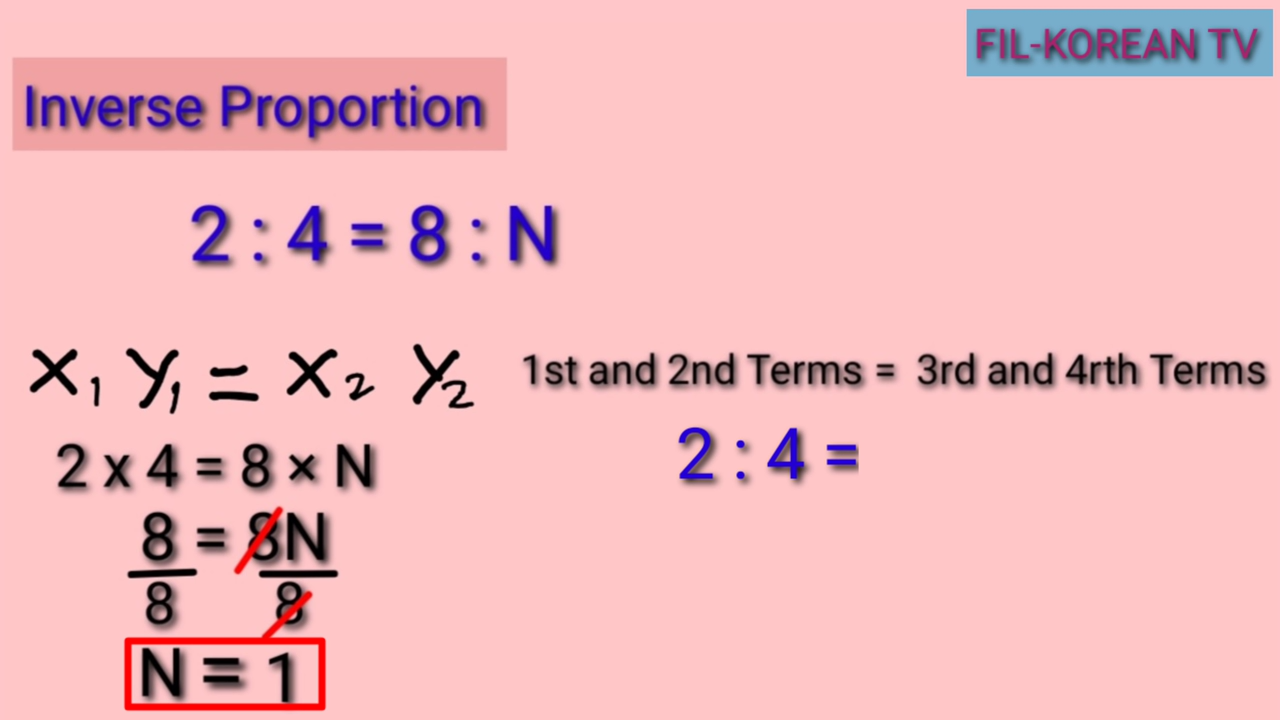 FIL-KOREAN TV
Inverse Proportion
2 : 4 = 8 : N
X₁ Y₁ = X₂ Y₂
1st and 2nd Terms = 3rd and 4rth Terms
2 x 4 = 8 × N
2 : 4 =
8 = 8N
8 8
N = 1